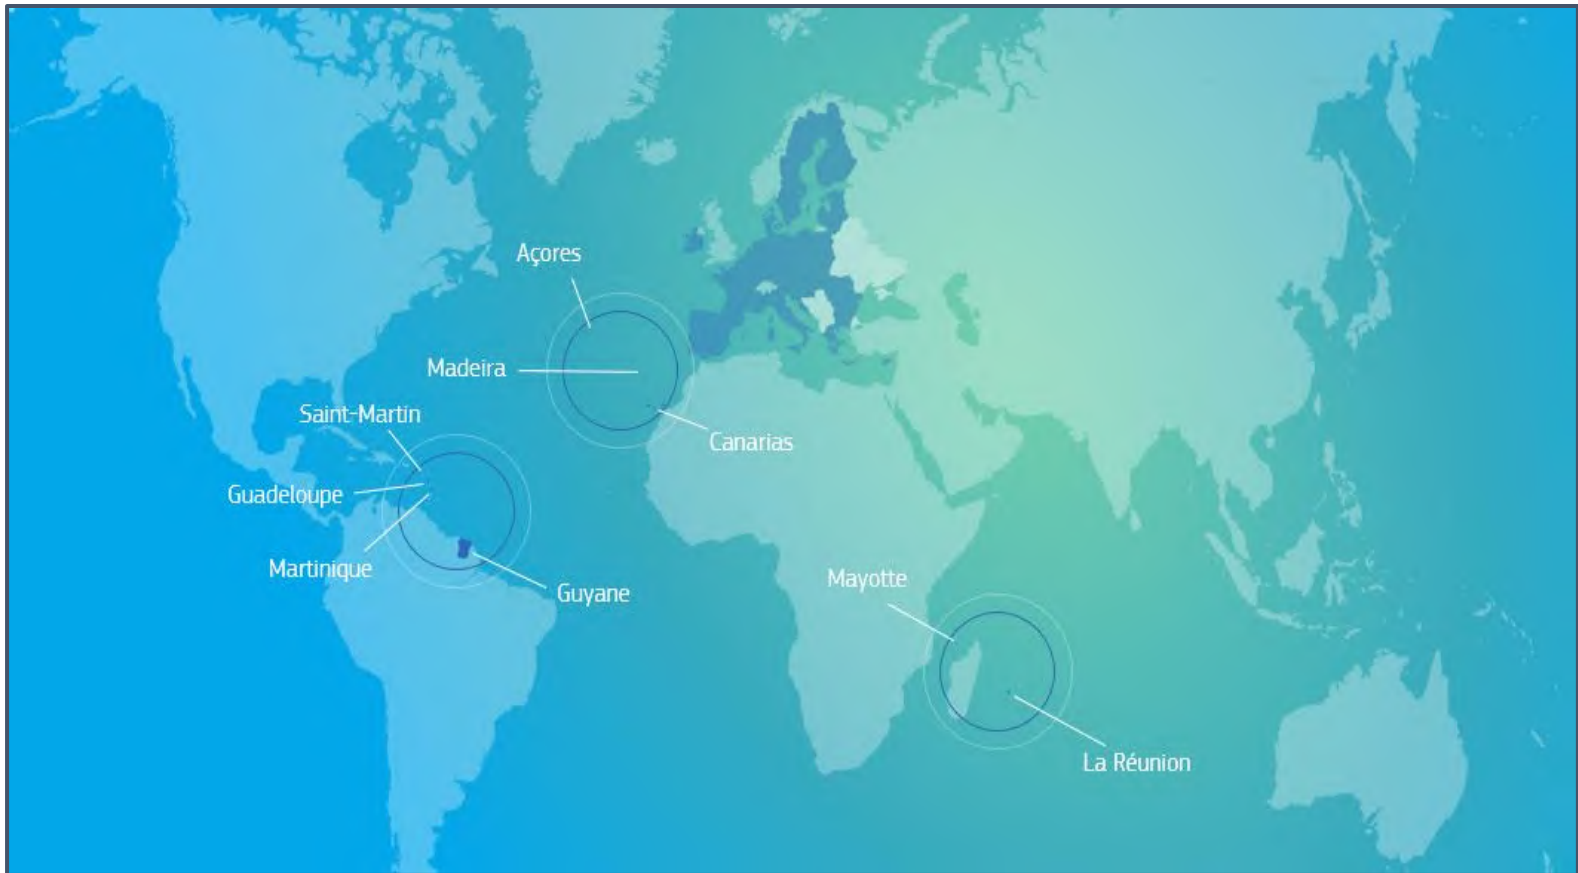 Açores
Madeira
Saint-Martin
Canarias
Guadeloupe
Martinique
Mayotte
Guyane
La Réunion